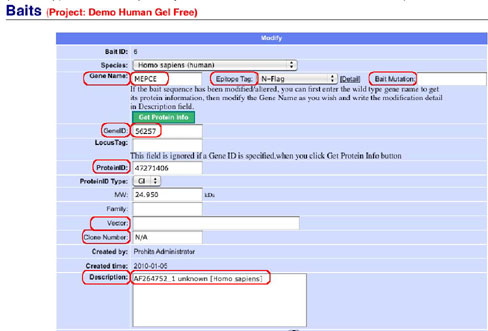 Baits (Project: Demo Human Gel Free)
Modify
Bait ID: 6
Species: Homo sapiens (human)
Gene Name: MEPCE Epitope Tag: N-Flag [Detail] Bait Mutation:
If the bait sequence has been modified/altered, you can first enter the wild type gene name to get
its protein information, then modify the Gene Name as you wish and write the modification detail
in Description field.
Get Protein Info
GeneID: 56257
LocusTag:
This field is ignored if a Gene ID is specified,when you click Get Protein Info button
ProteinID: 47271406
ProteinID Type: GI
MW: 24.950 kDa
Family:
Vector:
Clone Number: N/A
Created by: Prohits Administrator
Created time: 2010-01-05
Description: AF264752_1 unknown [Homo sapiens]